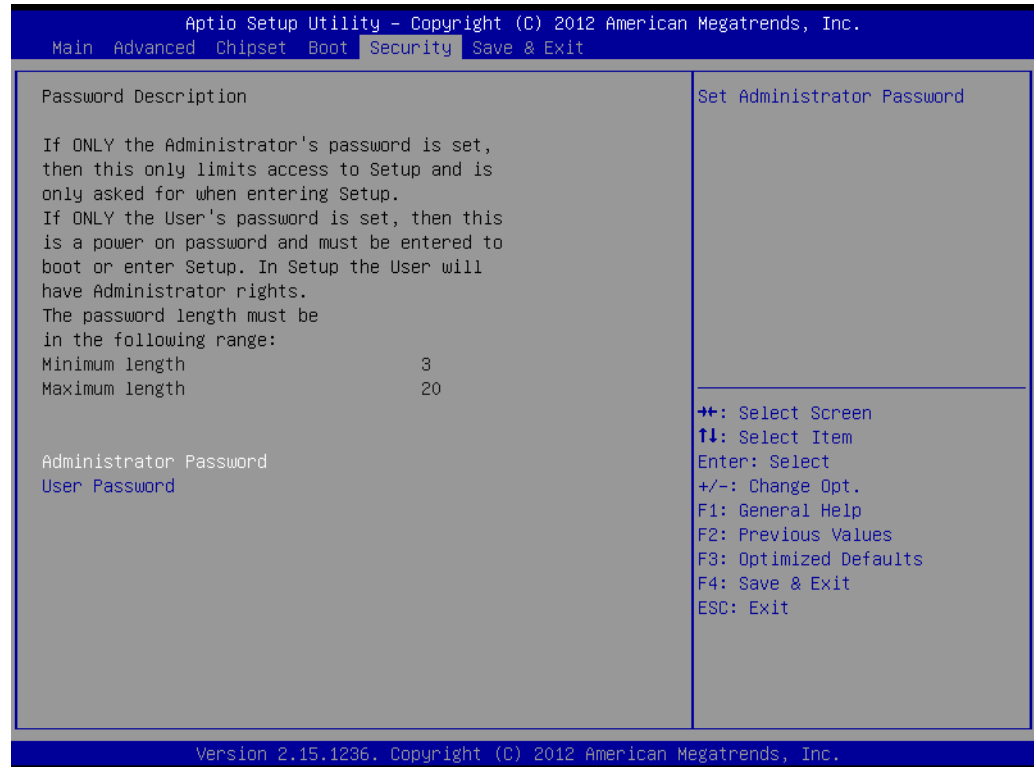 Aptio Setup Utility – Copyright (C) 2012 American Megatrends, Inc.
Main Advanced Chipset Boot Security Save & Exit
Password Description
If ONLY the Administrator's password is set,
then this only limits access to Setup and is
only asked for when entering Setup.
If ONLY the User's password is set, then this
is a power on password and must be entered to
boot or enter Setup. In Setup the User will
have Administrator rights.
The password length must be
in the following range:
Minimum length 3
Maximum length 20
Administrator Password
User Password
Set Administrator Password
→←: Select Screen
↑↓: Select Item
Enter: Select
+/-: Change Opt.
F1: General Help
F2: Previous Values
F3: Optimized Defaults
F4: Save & Exit
ESC: Exit
Version 2.15.1236. Copyright (C) 2012 American Megatrends, Inc.